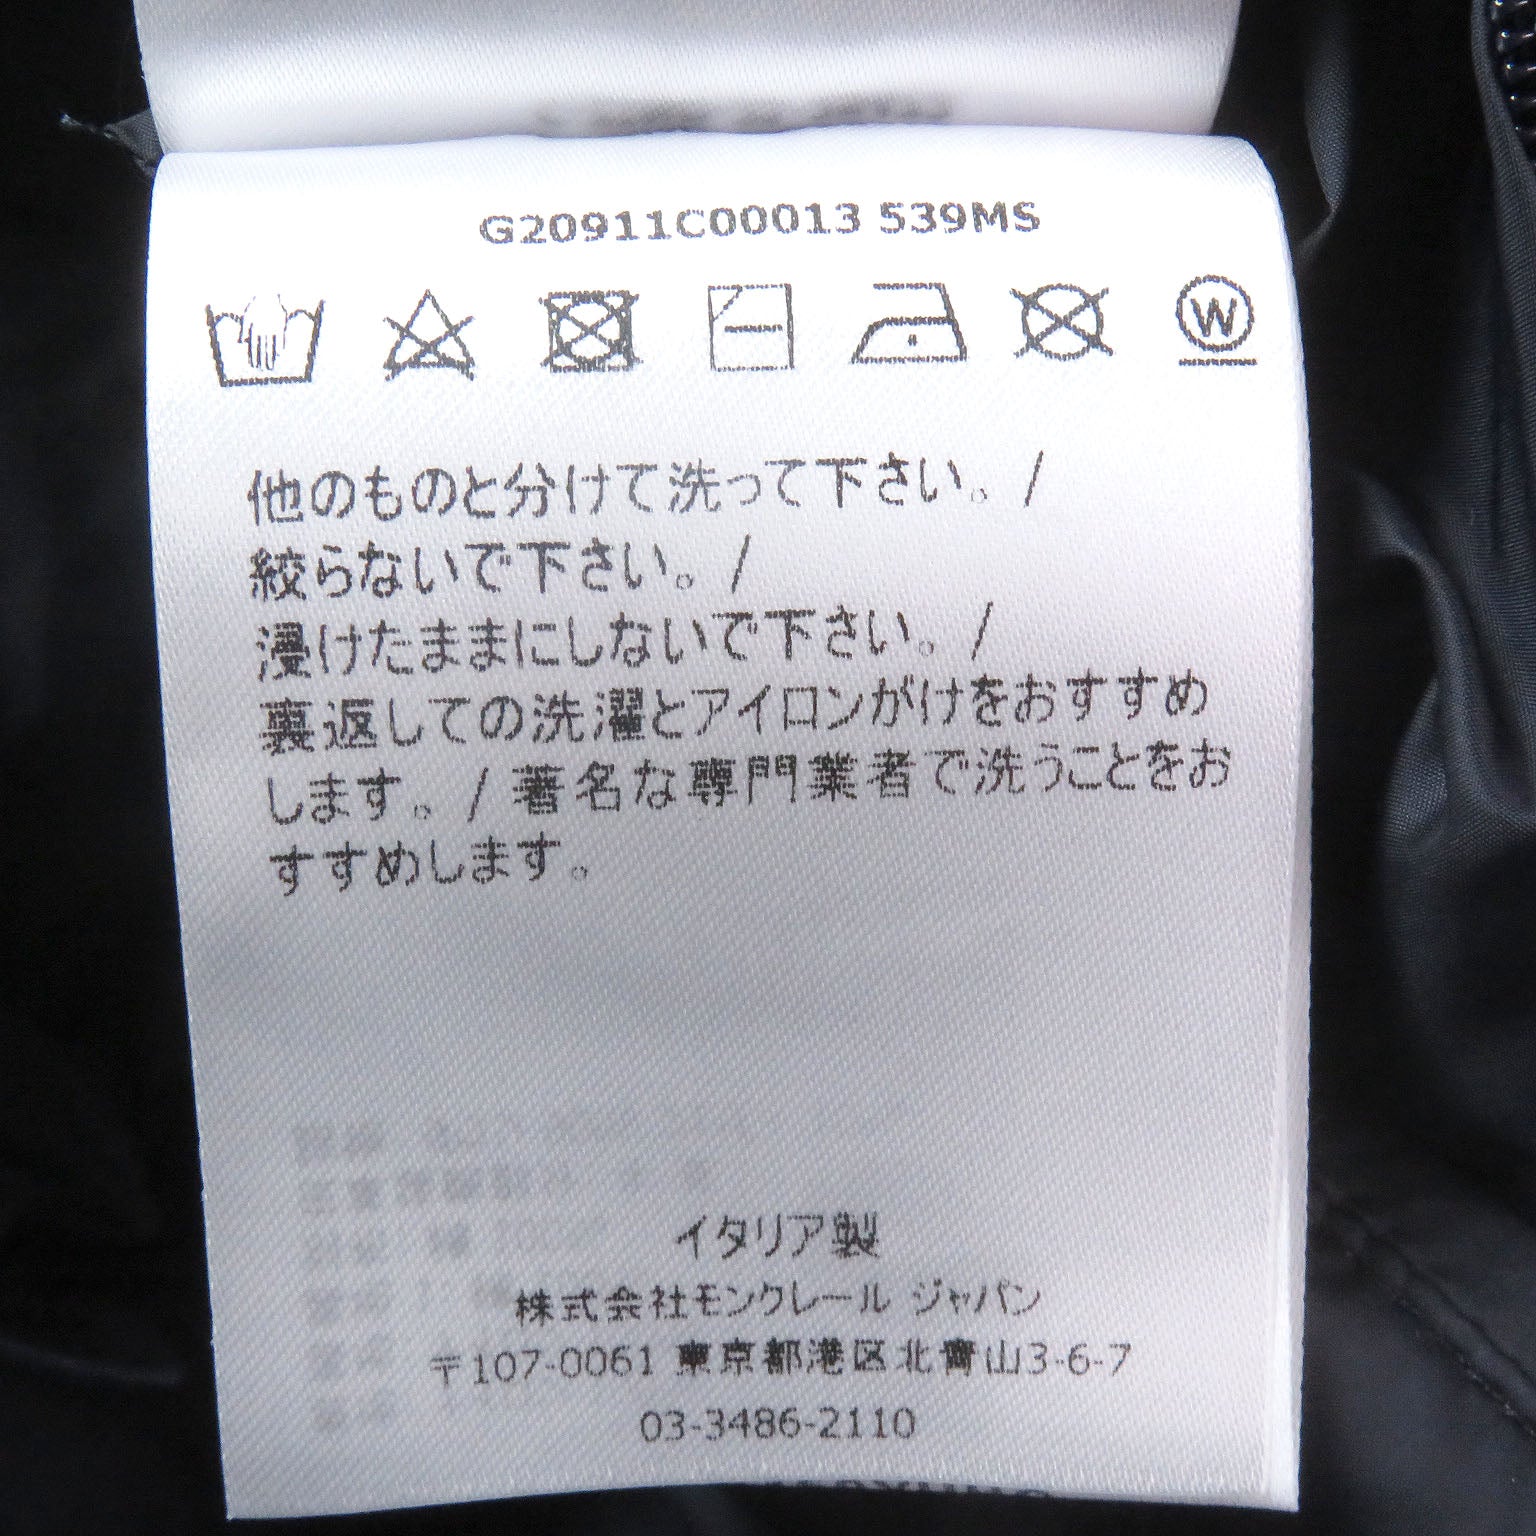 G20911C00013 539MS
W
他のものと分けて洗って下さい。/
絞らないで下さい。/
浸けたままにしないで下さい。/
裏返しての洗濯とアイロンがけをおすすめ
します。/ 著名な専門業者で洗うことをお
すすめします。
イタリア製
株式会社モンクレール ジャパン
〒107-0061 東京都港区北青山3-6-7
03-3486-2110